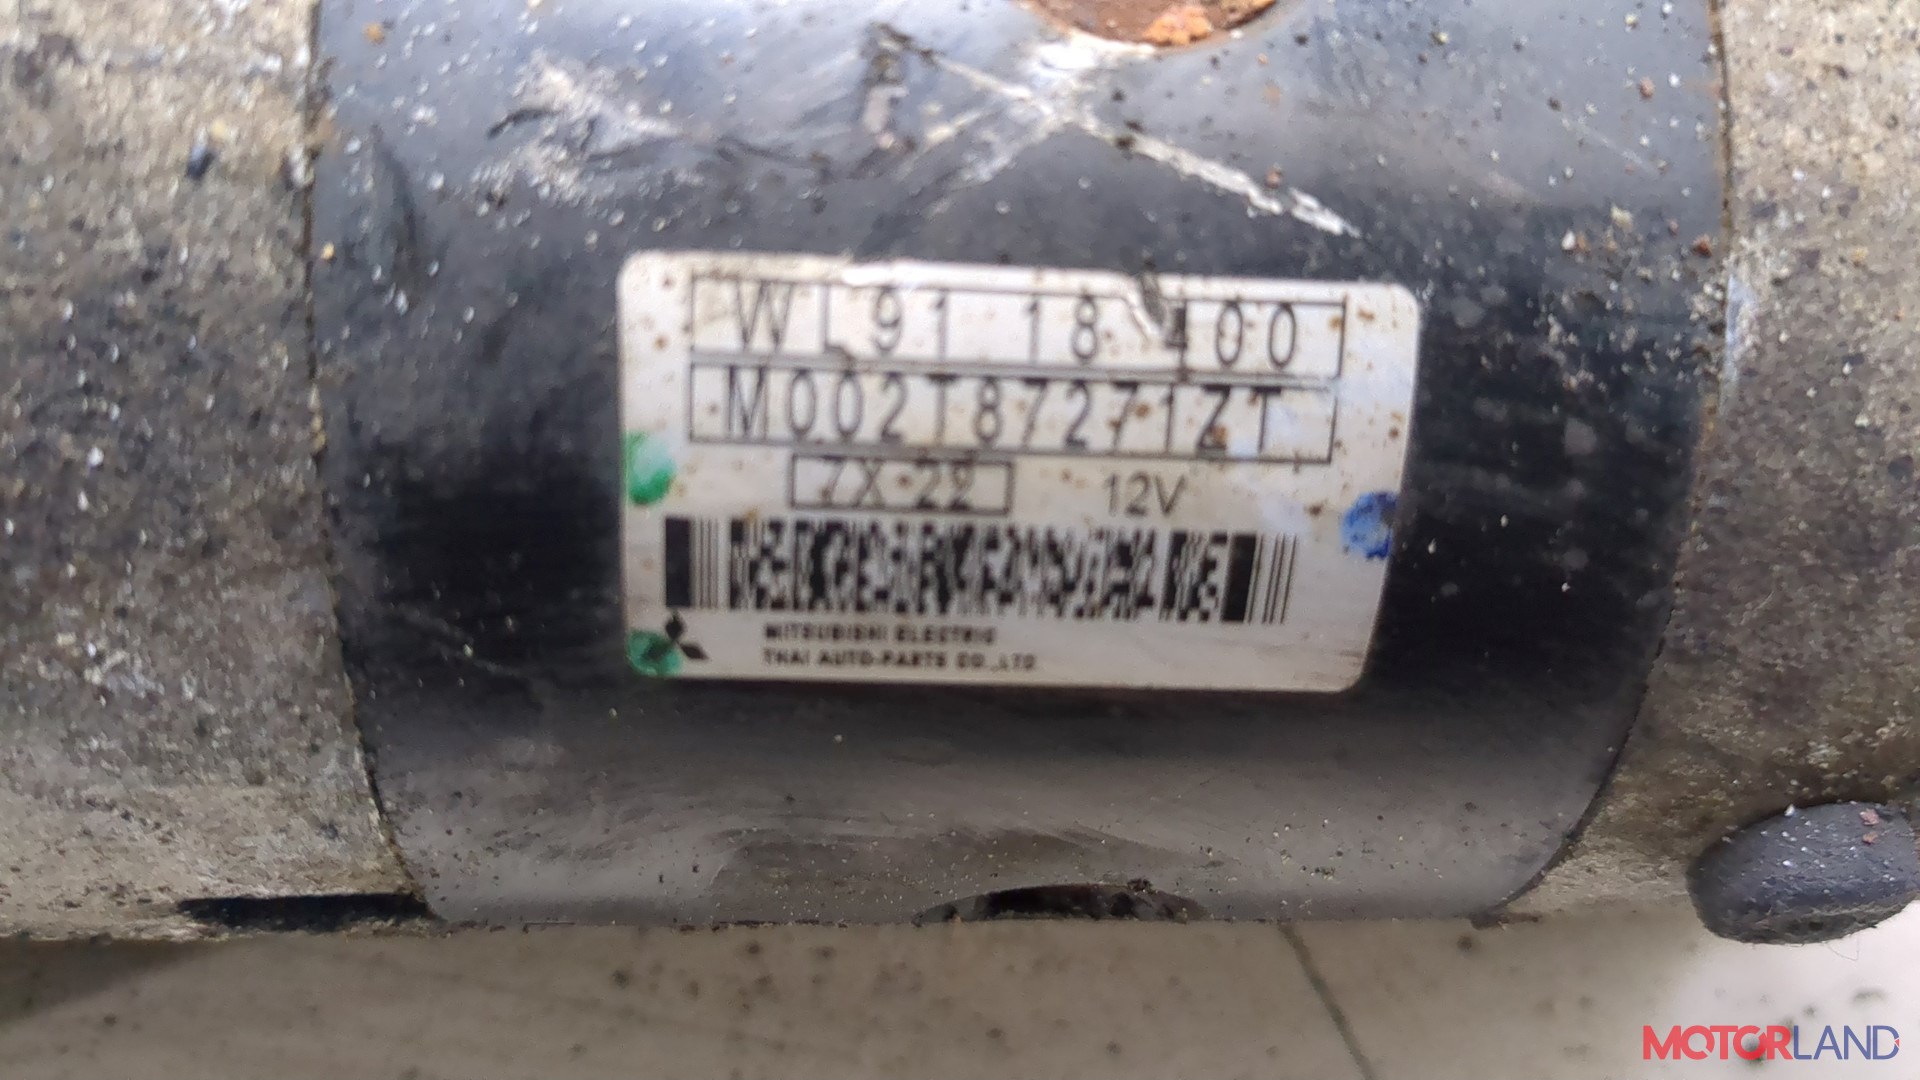 WL91 18 400
M002T87271ZT
7X-22 12V
MITSUBISHI ELECTRIC
THAI AUTO-PARTS CO.,LTD
MOTORLAND